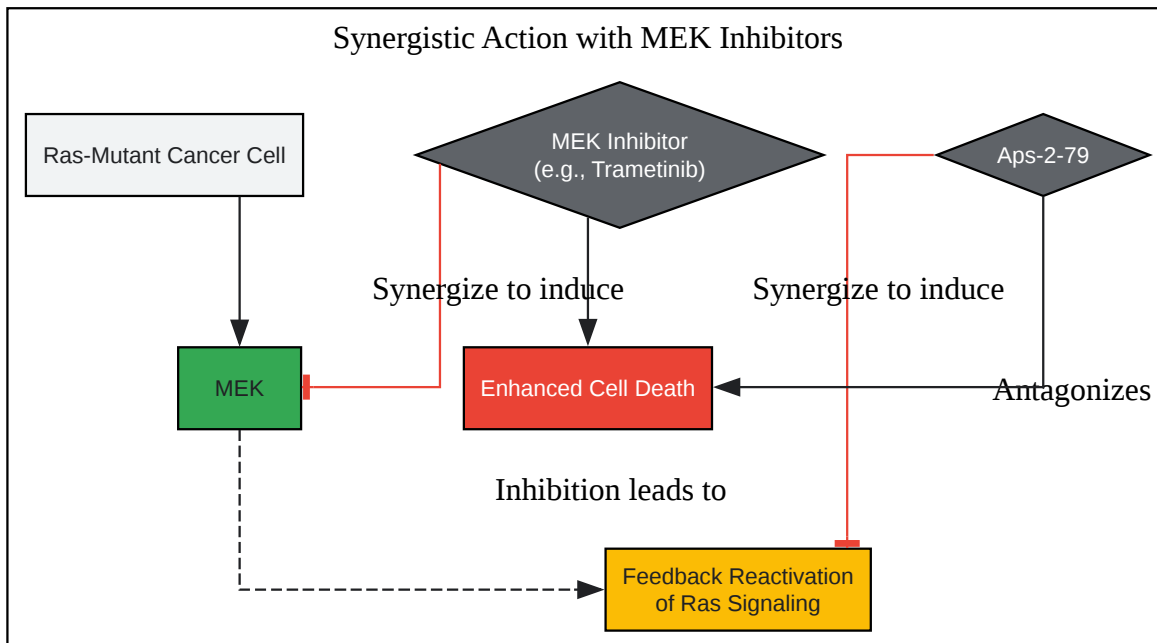 Synergistic Action with MEK Inhibitors
Ras-Mutant Cancer Cell
MEK Inhibitor
(e.g., Trametinib)
Aps-2-79
Synergize to induce
Synergize to induce
MEK
Enhanced Cell Death
Antagonizes
Inhibition leads to
Feedback Reactivation
of Ras Signaling